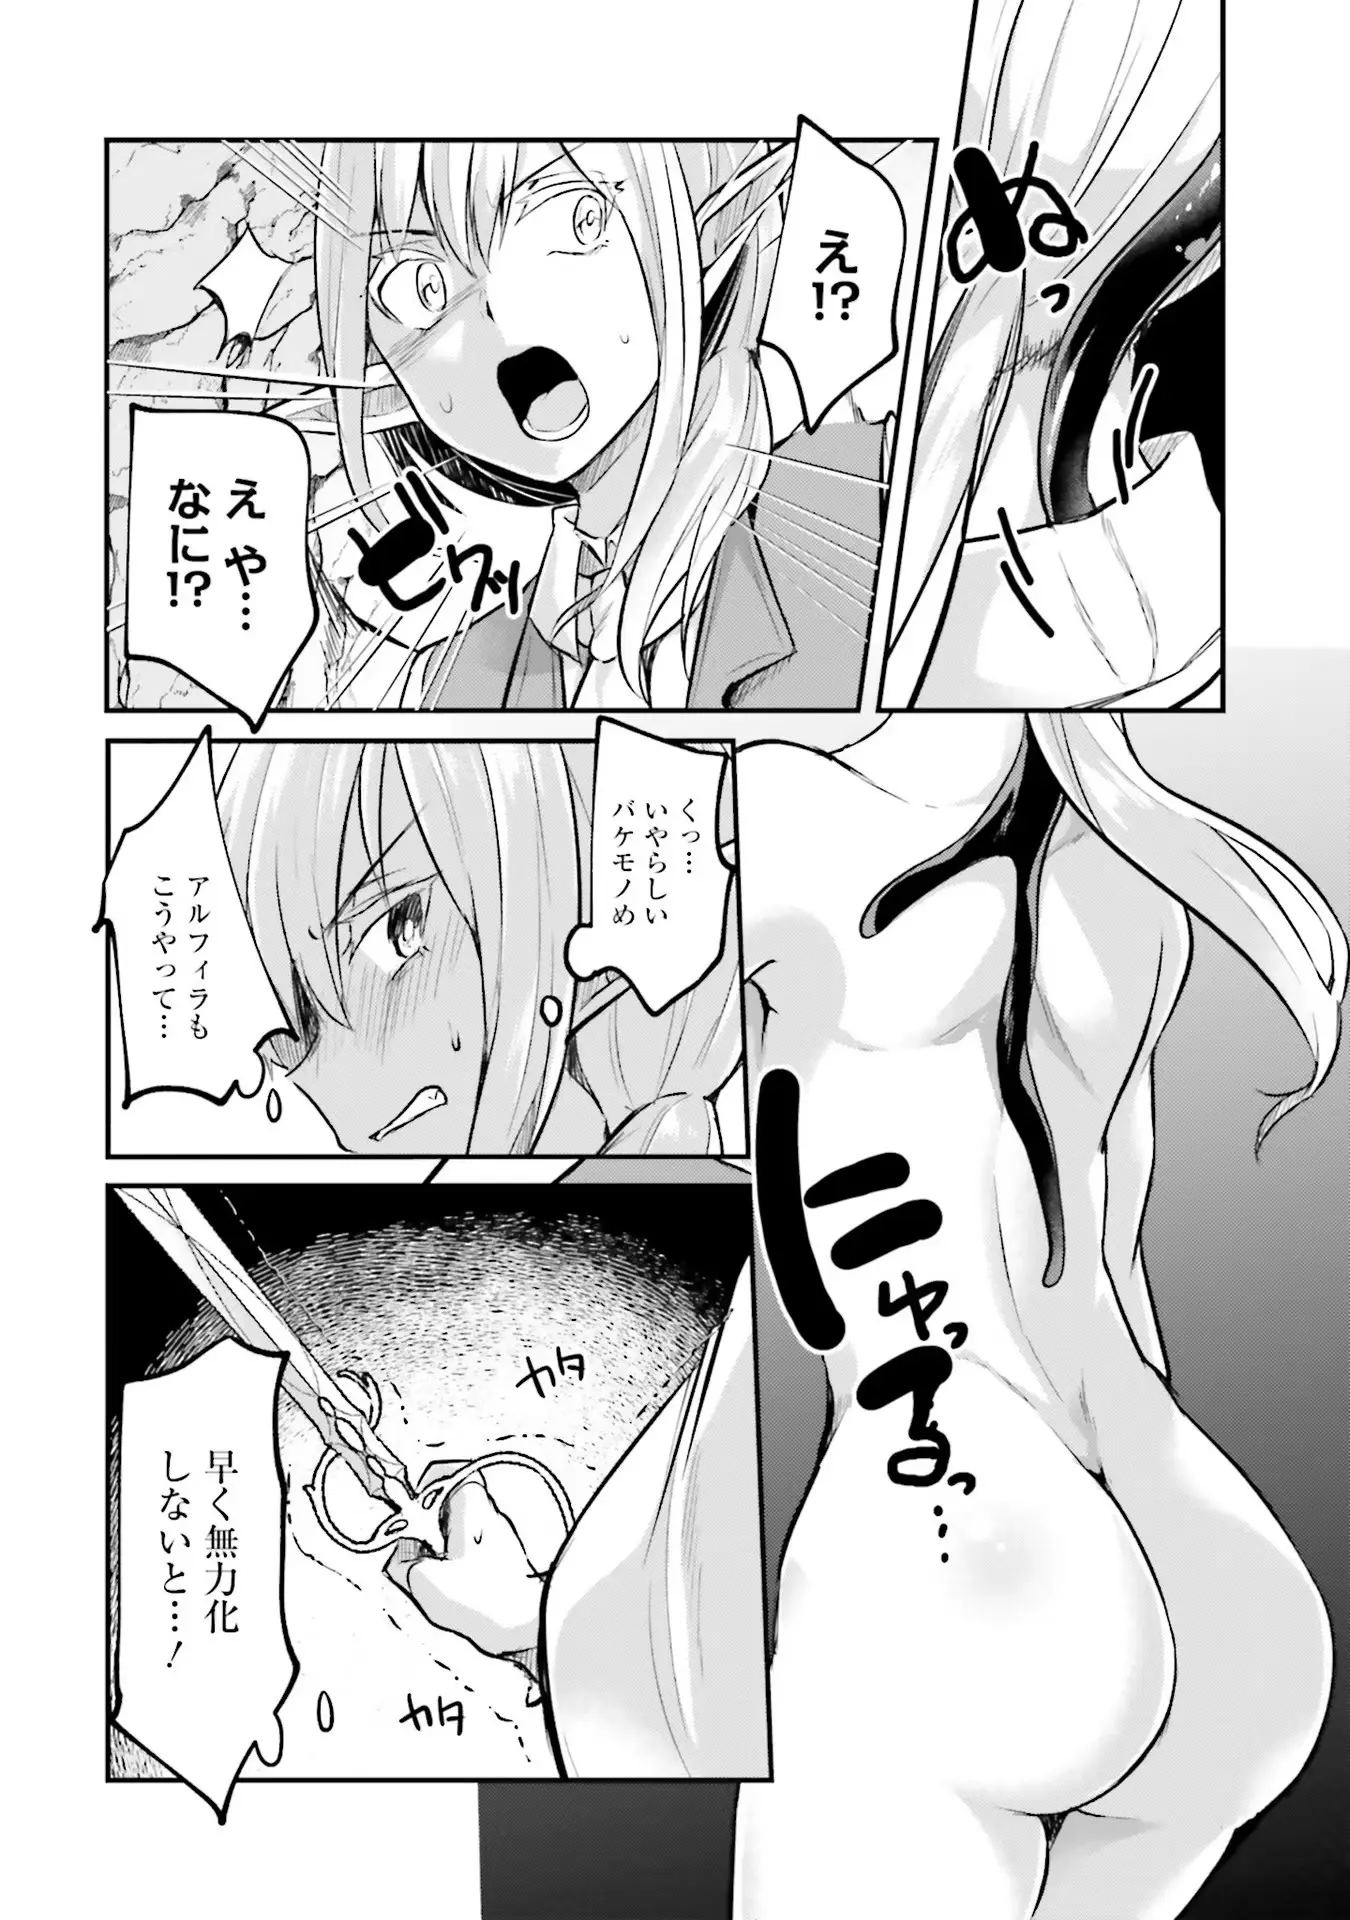 ぬっ
え!?
ビクッ
え や…
なに!?
くっ…
いやらしい
バケモノめ
アルフィラも
こうやって…
にゅっ
るっ…
カタ
早く無力化
しないと…!
カタ